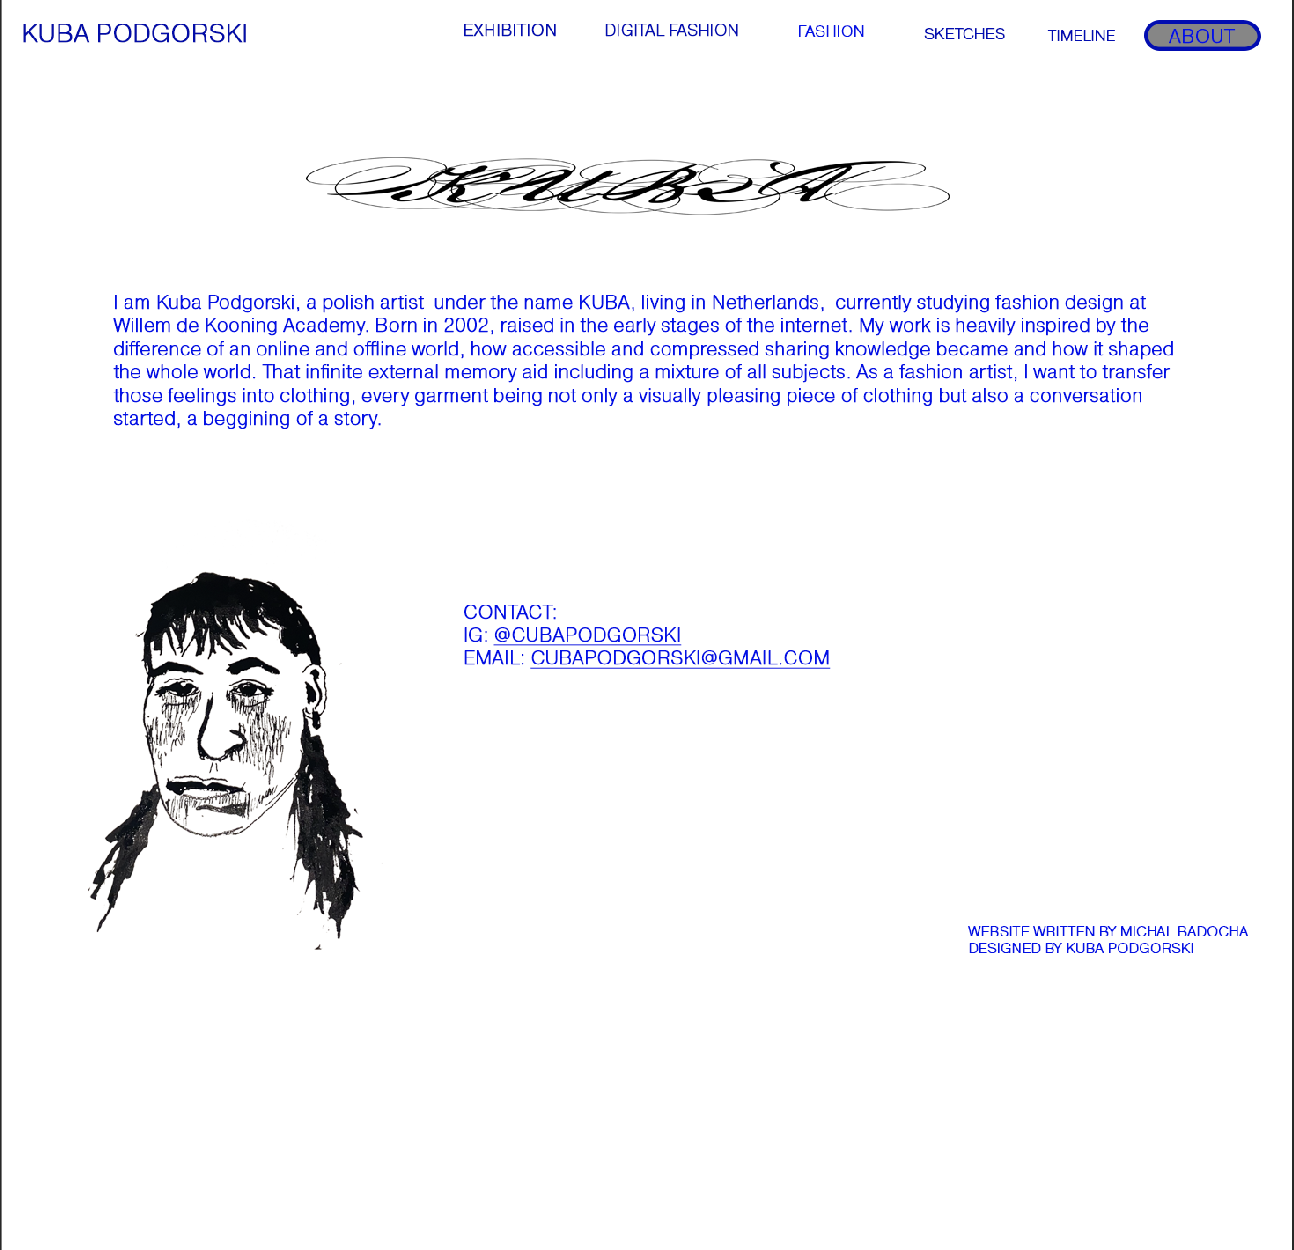 KUBA PODGORSKI
EXHIBITION
DIGITAL FASHION
FASHION
SKETCHES
TIMELINE
ABOUT
KUBA
I am Kuba Podgorski, a polish artist  under the name KUBA, living in Netherlands,  currently studying fashion design at
Willem de Kooning Academy. Born in 2002, raised in the early stages of the internet. My work is heavily inspired by the
difference of an online and offline world, how accessible and compressed sharing knowledge became and how it shaped
the whole world. That infinite external memory aid including a mixture of all subjects. As a fashion artist, I want to transfer
those feelings into clothing, every garment being not only a visually pleasing piece of clothing but also a conversation
started, a beggining of a story.
CONTACT:
IG: @CUBAPODGORSKI
EMAIL: CUBAPODGORSKI@GMAIL.COM
WEBSITE WRITTEN BY MICHAL RADOCHA
DESIGNED BY KUBA PODGORSKI